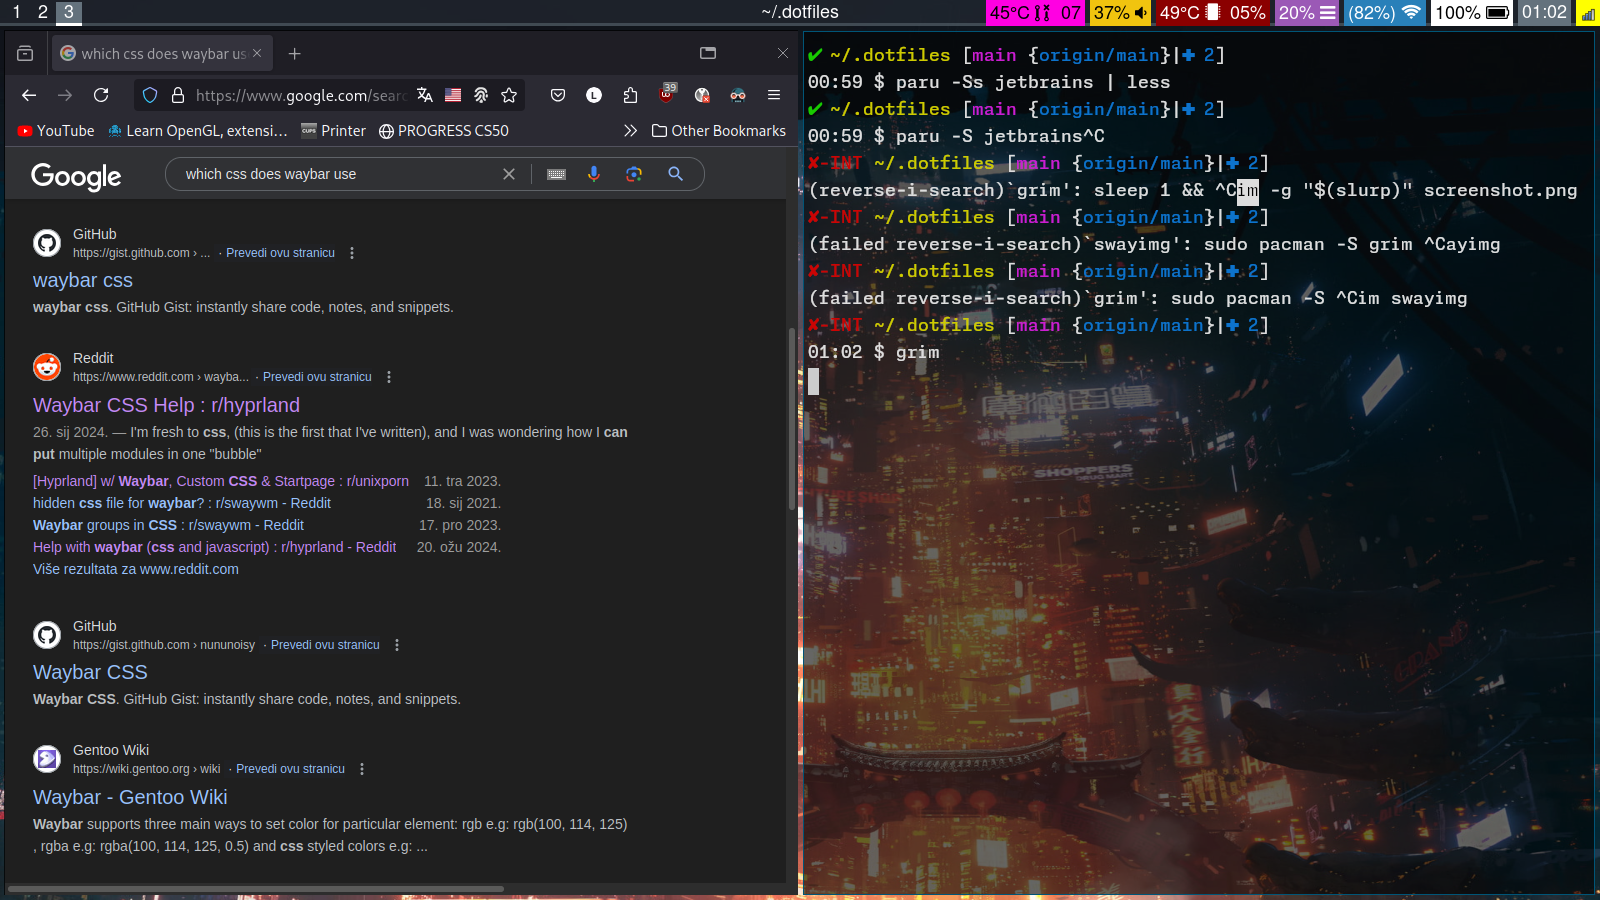 1 2 3
~/.dotfiles
45°C 07 37% 49°C 05% 20% (82%) 100% 01:02
which css does waybar us
https://www.google.com/searc
39
YouTube Learn OpenGL, extensi… CUPS Printer PROGRESS CS50 Other Bookmarks
Google which css does waybar use
GitHub
https://gist.github.com › ... · Prevedi ovu stranicu
waybar css
waybar css. GitHub Gist: instantly share code, notes, and snippets.
Reddit
https://www.reddit.com › wayba... · Prevedi ovu stranicu
Waybar CSS Help : r/hyprland
26. sij 2024. — I'm fresh to css, (this is the first that I've written), and I was wondering how I can
put multiple modules in one "bubble"
[Hyprland] w/ Waybar, Custom CSS & Startpage : r/unixporn 11. tra 2023.
hidden css file for waybar? : r/swaywm - Reddit 18. sij 2021.
Waybar groups in CSS : r/swaywm - Reddit 17. pro 2023.
Help with waybar (css and javascript) : r/hyprland - Reddit 20. ožu 2024.
Više rezultata za www.reddit.com
GitHub
https://gist.github.com › nununoisy · Prevedi ovu stranicu
Waybar CSS
Waybar CSS. GitHub Gist: instantly share code, notes, and snippets.
Gentoo Wiki
https://wiki.gentoo.org › wiki · Prevedi ovu stranicu
Waybar - Gentoo Wiki
Waybar supports three main ways to set color for particular element: rgb e.g: rgb(100, 114, 125)
, rgba e.g: rgba(100, 114, 125, 0.5) and css styled colors e.g: ...
✔ ~/.dotfiles [main {origin/main}|✚ 2]
00:59 $ paru -Ss jetbrains | less
✔ ~/.dotfiles [main {origin/main}|✚ 2]
00:59 $ paru -S jetbrains^C
✘-INT ~/.dotfiles [main {origin/main}|✚ 2]
(reverse-i-search)`grim': sleep 1 && ^Cim -g "$(slurp)" screenshot.png
✘-INT ~/.dotfiles [main {origin/main}|✚ 2]
(failed reverse-i-search)`swayimg': sudo pacman -S grim ^Cayimg
✘-INT ~/.dotfiles [main {origin/main}|✚ 2]
(failed reverse-i-search)`grim': sudo pacman -S ^Cim swayimg
✘-INT ~/.dotfiles [main {origin/main}|✚ 2]
01:02 $ grim
SHOPPERS
DRUG MART